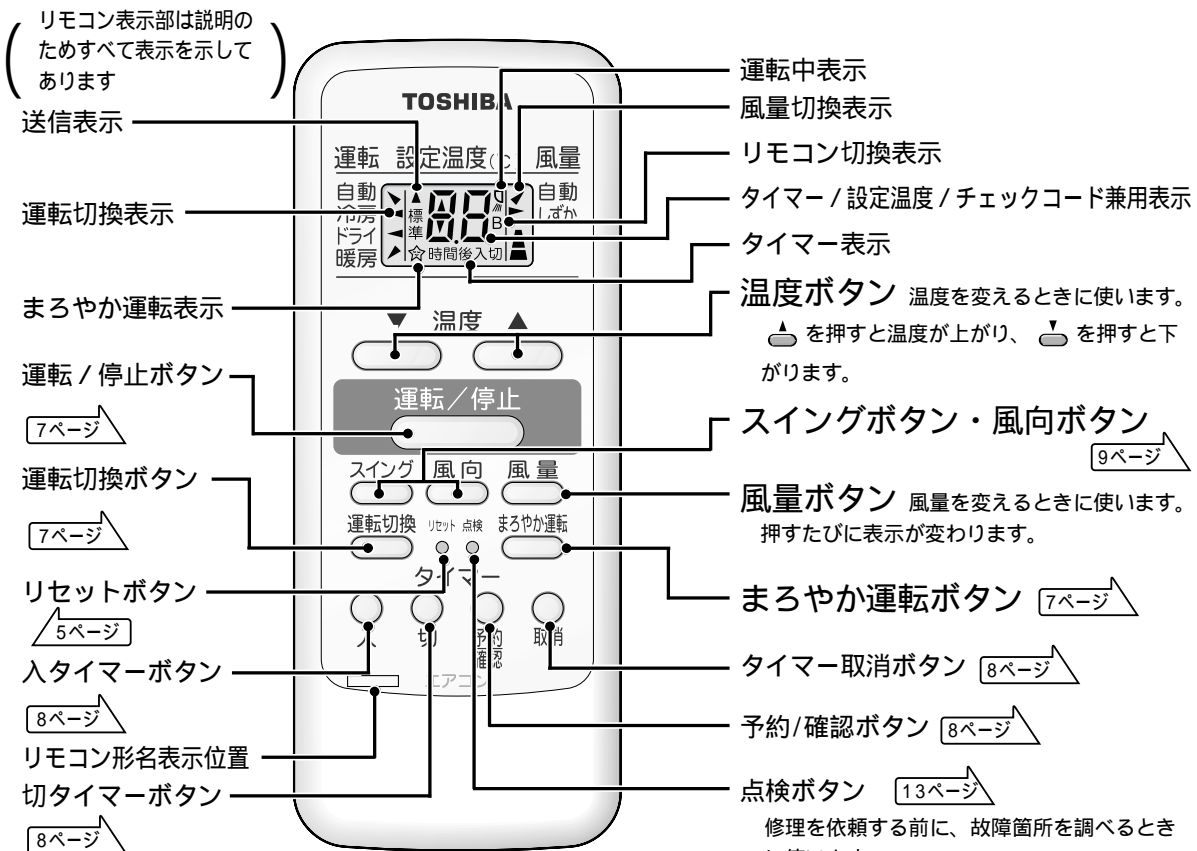 リモコン表示部は説明の
ためすべて表示を示して
あります
送信表示
運転切換表示
まろやか運転表示
運転 / 停止ボタン
7ページ
運転切換ボタン
7ページ
リセットボタン
5ページ
入タイマーボタン
8ページ
リモコン形名表示位置
切タイマーボタン
8ページ
TOSHIBA
運転 設定温度(℃ 風量
自動
冷房
ドライ
暖房
標
準
8.8
B
時間後入切
自動
しずか
▼ 温度 ▲
運転／停止
スイング 風向 風量
運転切換 リセット 点検 まろやか運転
タイマー
入 切 予約 取消
確認
エアコン
運転中表示
風量切換表示
リモコン切換表示
タイマー / 設定温度 / チェックコード兼用表示
タイマー表示
温度ボタン 温度を変えるときに使います。
を押すと温度が上がり、 を押すと下
がります。
スイングボタン・風向ボタン
9ページ
風量ボタン 風量を変えるときに使います。
押すたびに表示が変わります。
まろやか運転ボタン 7ページ
タイマー取消ボタン 8ページ
予約/確認ボタン 8ページ
点検ボタン 13ページ
修理を依頼する前に、故障箇所を調べるとき